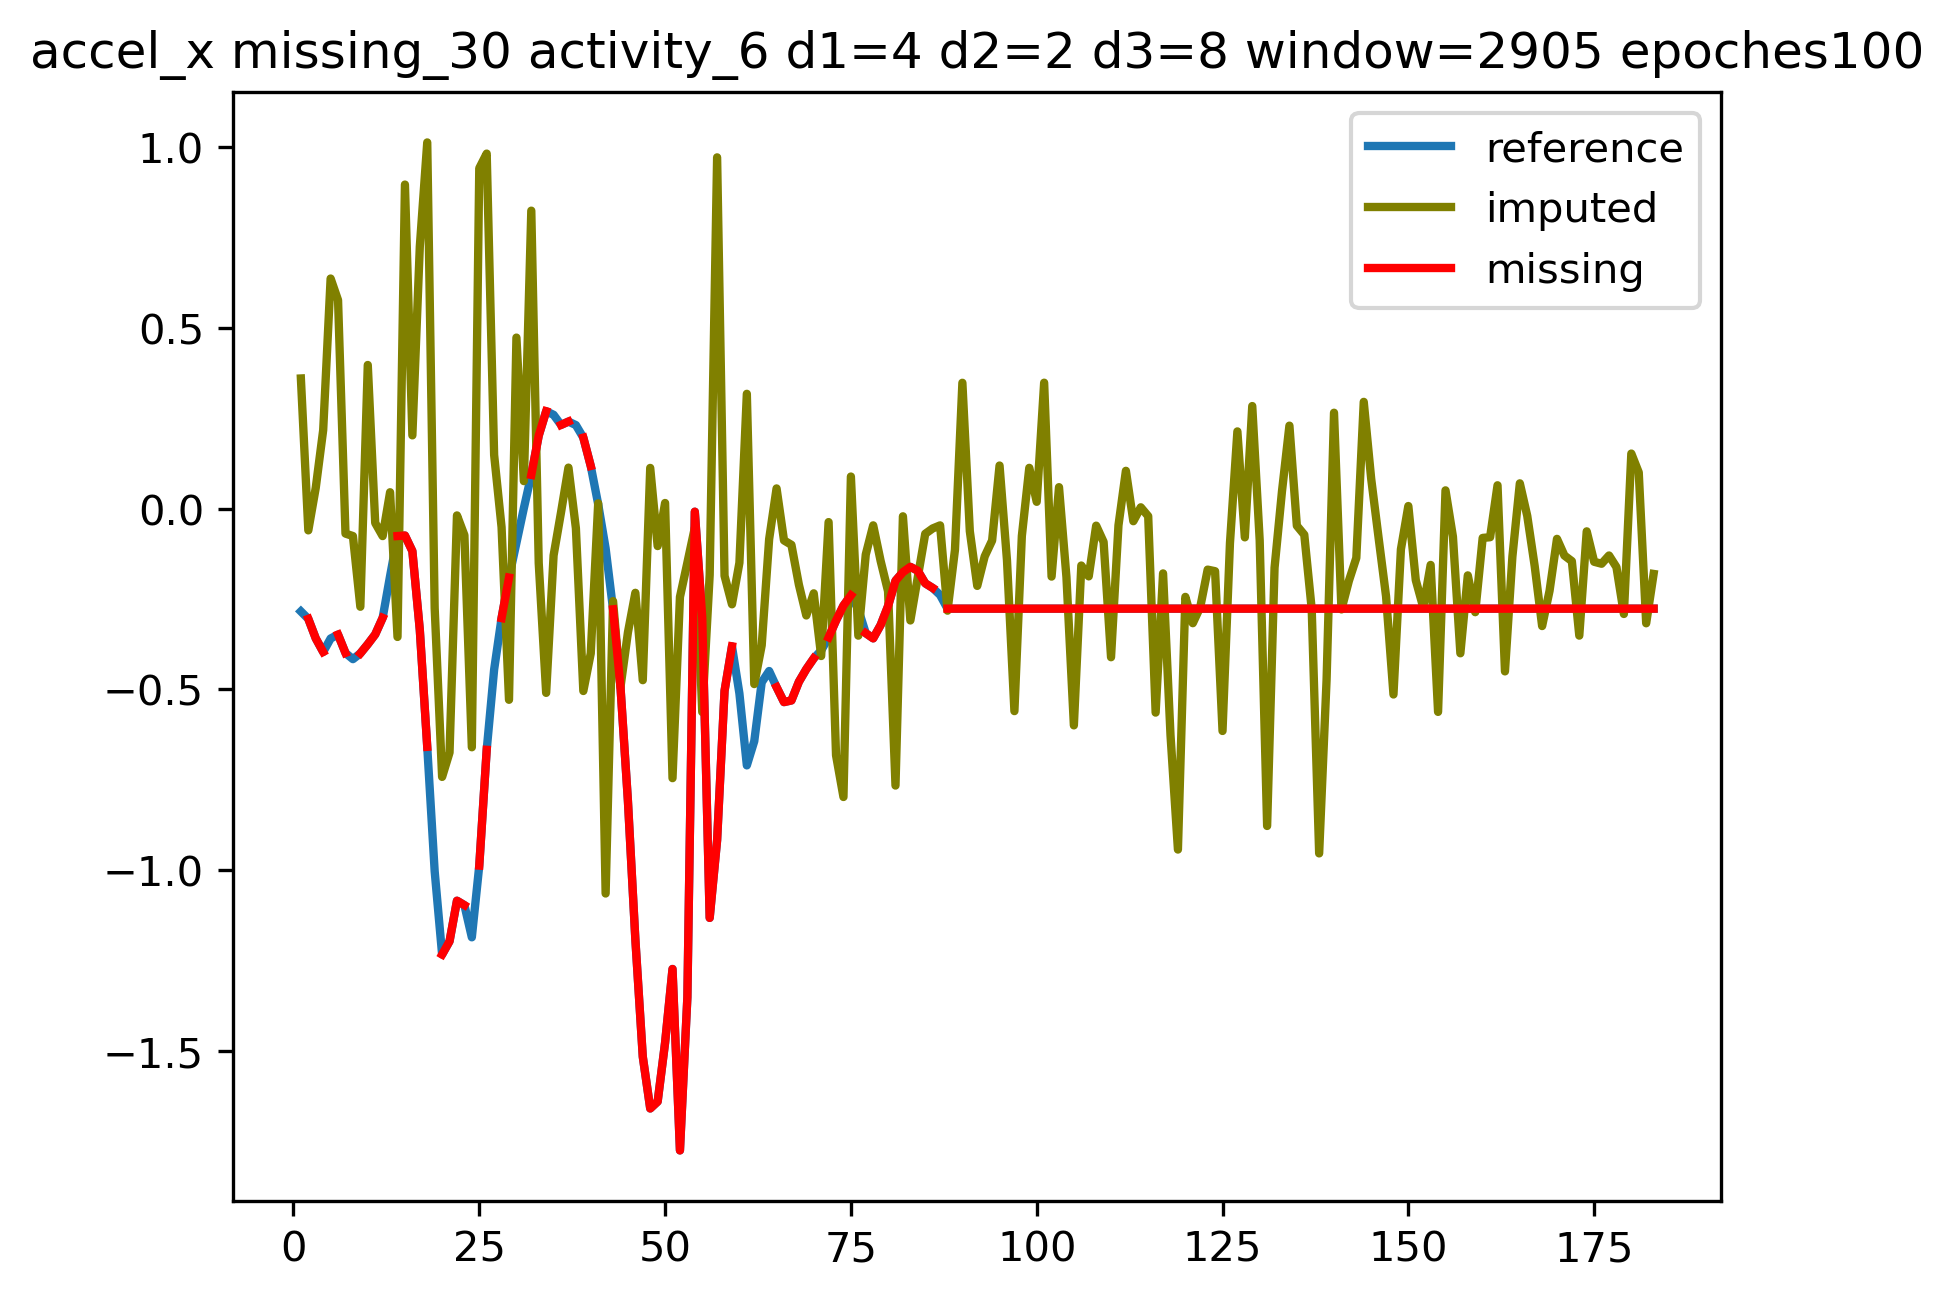 accel_x missing_30 activity_6 d1=4 d2=2 d3=8 window=2905 epoches100
reference
imputed
missing
1.0
0.5
0.0
−0.5
−1.0
−1.5
0 25 50 75 100 125 150 175